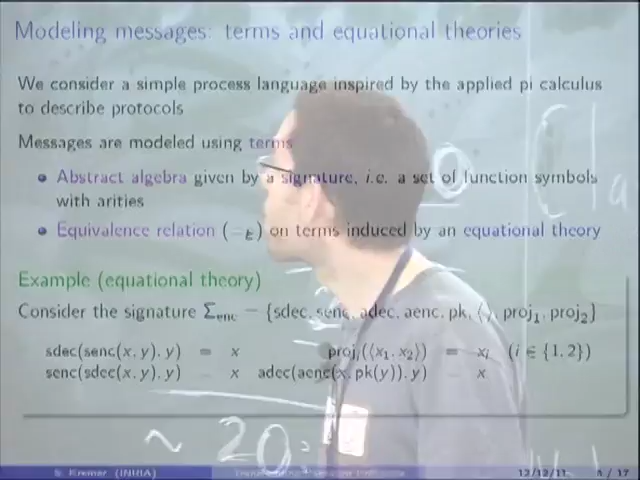 Modeling messages: terms and equational theories
We consider a simple process language inspired by the applied pi calculus
to describe protocols
Messages are modeled using terms
• Abstract algebra given by a signature, i.e. a set of function symbols
with arities
• Equivalence relation (=E) on terms induced by an equational theory
Example (equational theory)
Consider the signature Σenc = {sdec, senc, adec, aenc, pk, ⟨⟩, proj1, proj2}
sdec(senc(x, y), y) = x proji(⟨x1, x2⟩) = xi (i ∈ {1, 2})
senc(sdec(x, y), y) = x adec(aenc(x, pk(y)), y) = x
~ 20:
S. Kremer (INRIA)
12/12/11
/ 17